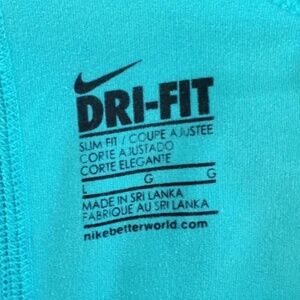 DRI-FIT
SLIM FIT / COUPE AJUSTEE
CORTE AJUSTADO
CORTE ELEGANTE
L G G
MADE IN SRI LANKA
FABRIQUE AU SRI LANKA
nikebetterworld.com